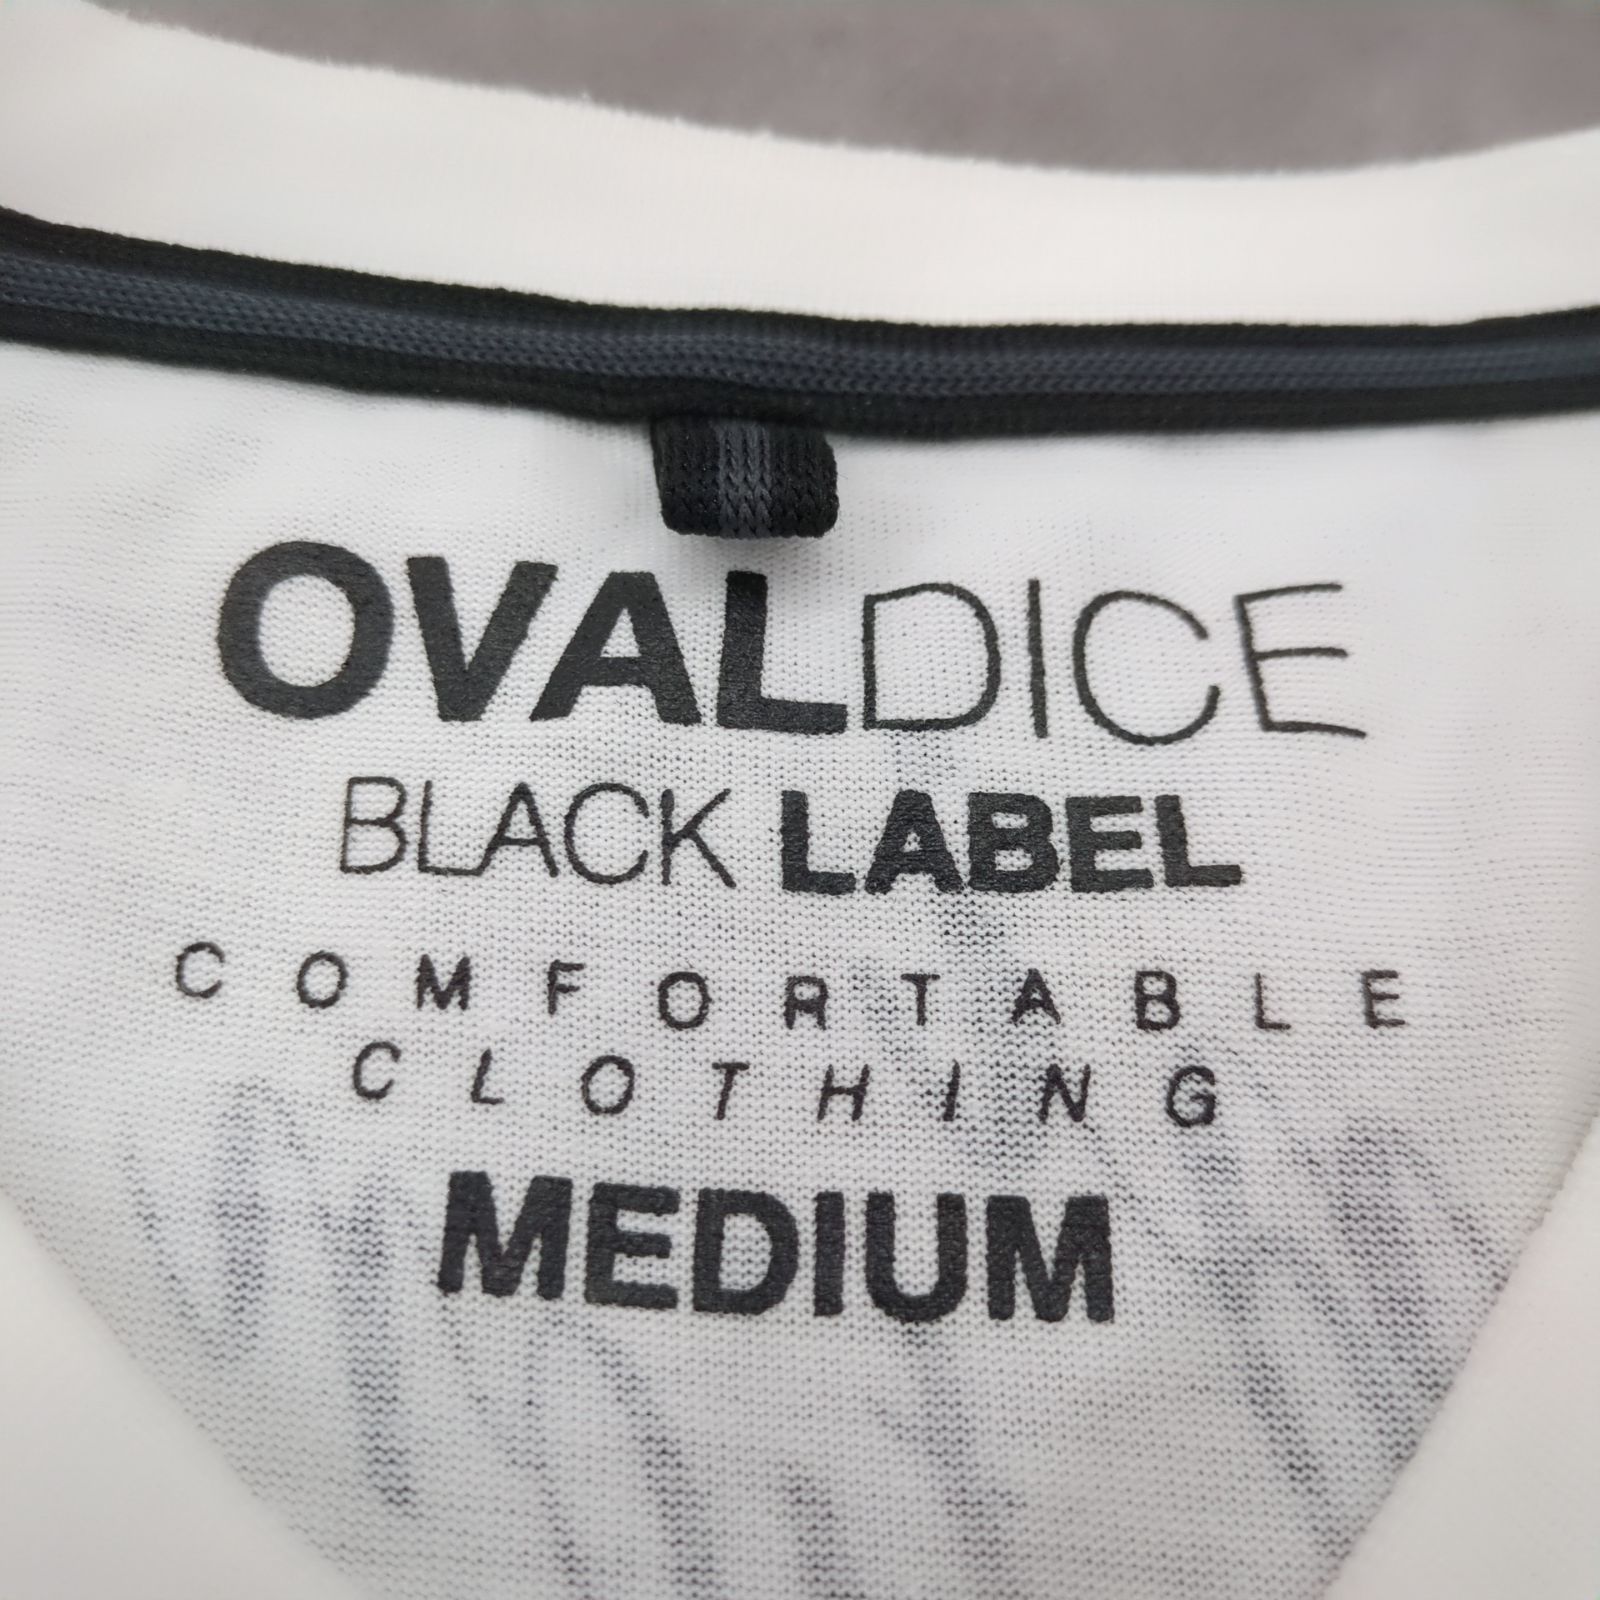 OVALDICE
BLACK LABEL
COMFORTABLE
CLOTHING
MEDIUM